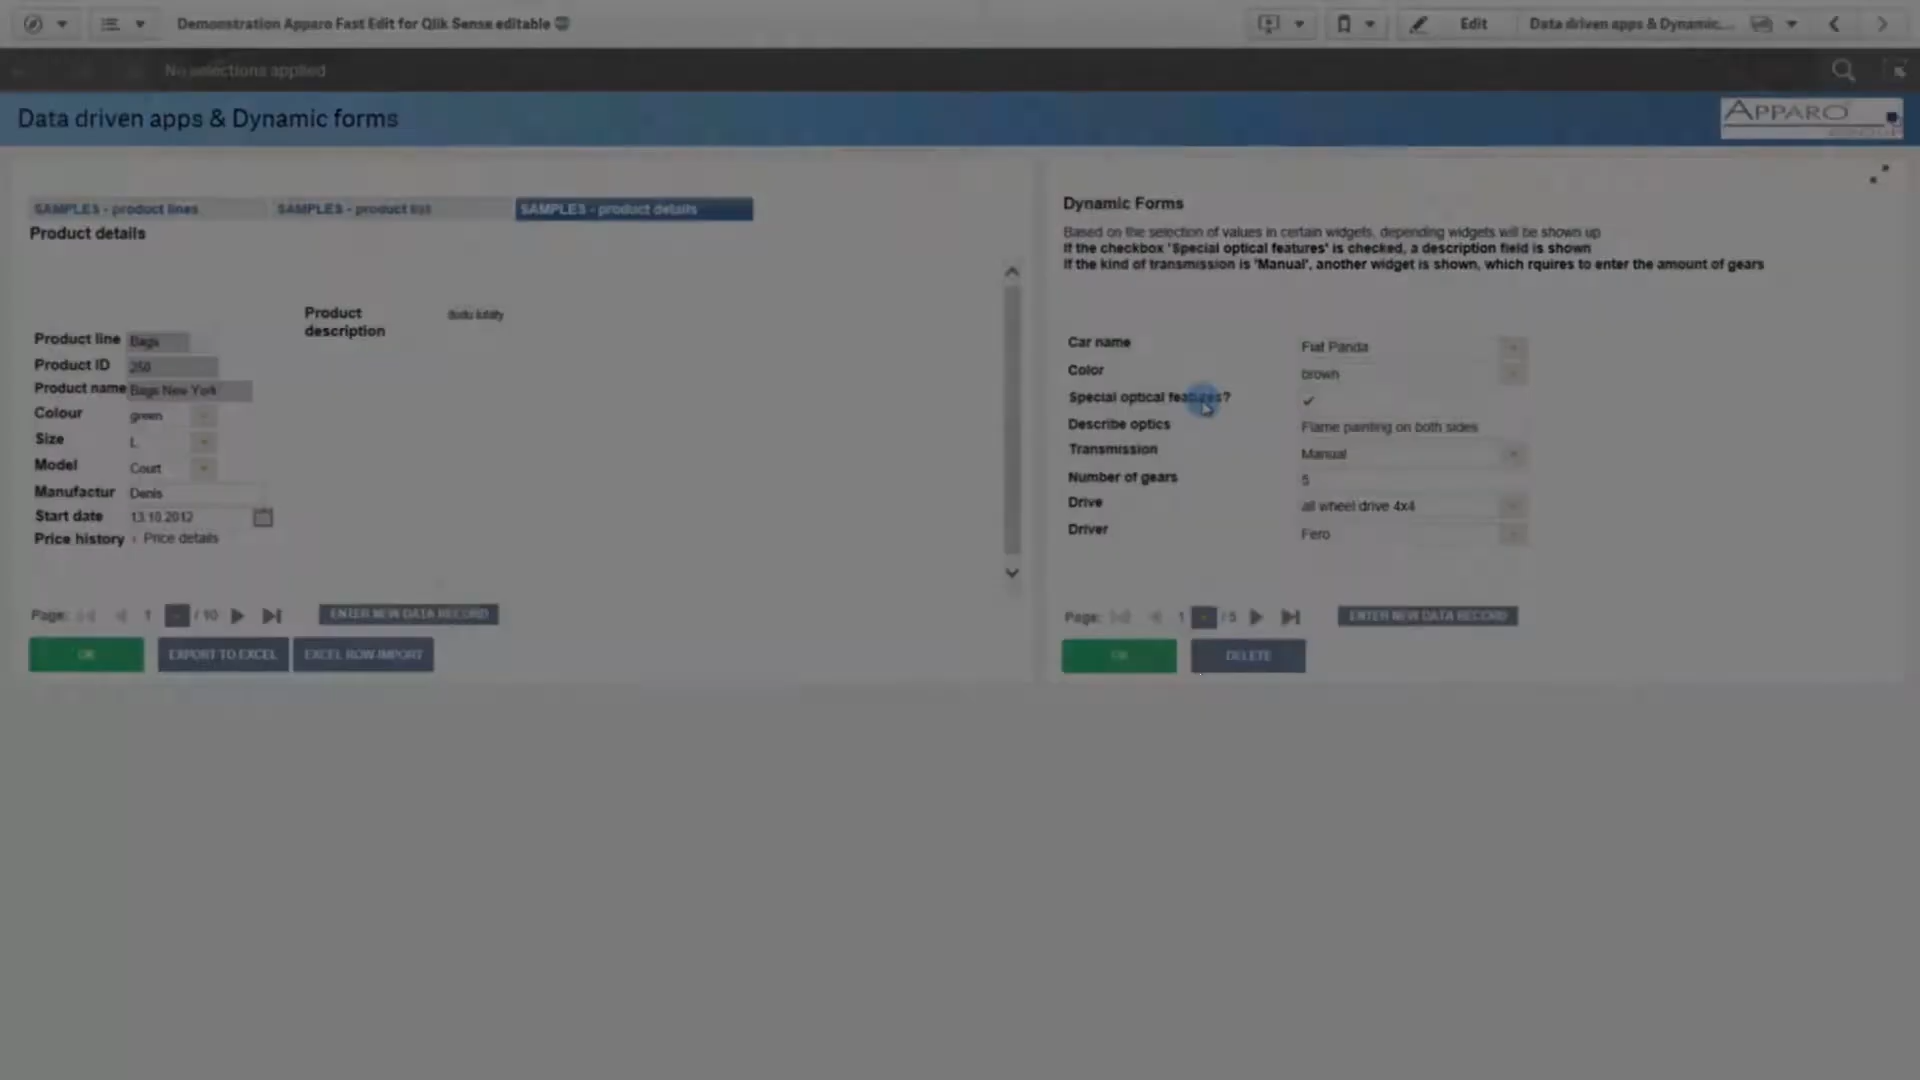 Demonstration Apparo Fast Edit for Qlik Sense editable
Edit
Data driven apps & Dynamic...
No selections applied
Data driven apps & Dynamic forms
APPARO
GROUP
SAMPLES - product lines
SAMPLES - product list
SAMPLES - product details
Product details
Product description
Product line Bags
Product ID 250
Product name Bags New York
Colour green
Size L
Model Court
Manufactur Denis
Start date 13.10.2012
Price history Price details
Page: 1 / 10
ENTER NEW DATA RECORD
OK
EXPORT TO EXCEL
EXCEL ROW IMPORT
Dynamic Forms
Based on the selection of values in certain widgets, depending widgets will be shown up
If the checkbox 'Special optical features' is checked, a description field is shown
If the kind of transmission is 'Manual', another widget is shown, which rquires to enter the amount of gears
Car name Fiat Panda
Color brown
Special optical features?
Describe optics Flame painting on both sides
Transmission Manual
Number of gears 5
Drive all wheel drive 4x4
Driver Fero
Page: 1 / 5
ENTER NEW DATA RECORD
OK
DELETE